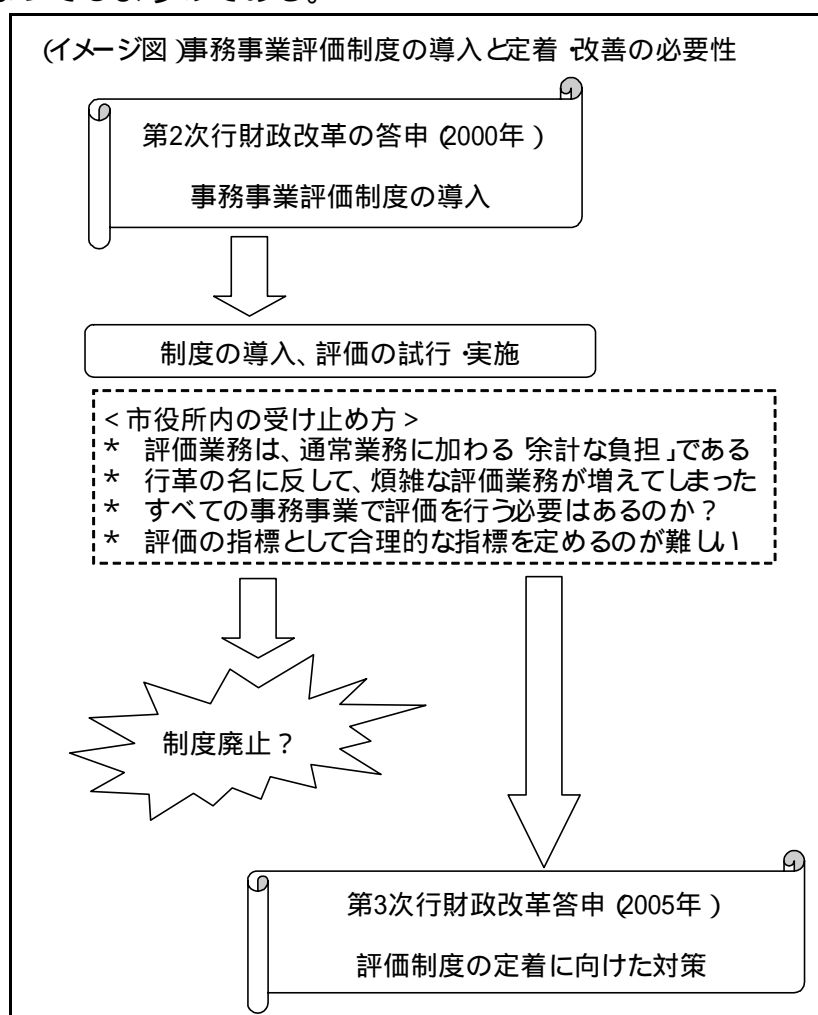 なってしまうのである。
(イメージ図)事務事業評価制度の導入と定着・改善の必要性
第2次行財政改革の答申(2000年)
事務事業評価制度の導入
制度の導入、評価の試行・実施
<市役所内の受け止め方>
* 評価業務は、通常業務に加わる「余計な負担」である
* 行革の名に反して、煩雑な評価業務が増えてしまった
* すべての事務事業で評価を行う必要はあるのか?
* 評価の指標として合理的な指標を定めるのが難しい
制度廃止?
第3次行財政改革答申(2005年)
評価制度の定着に向けた対策